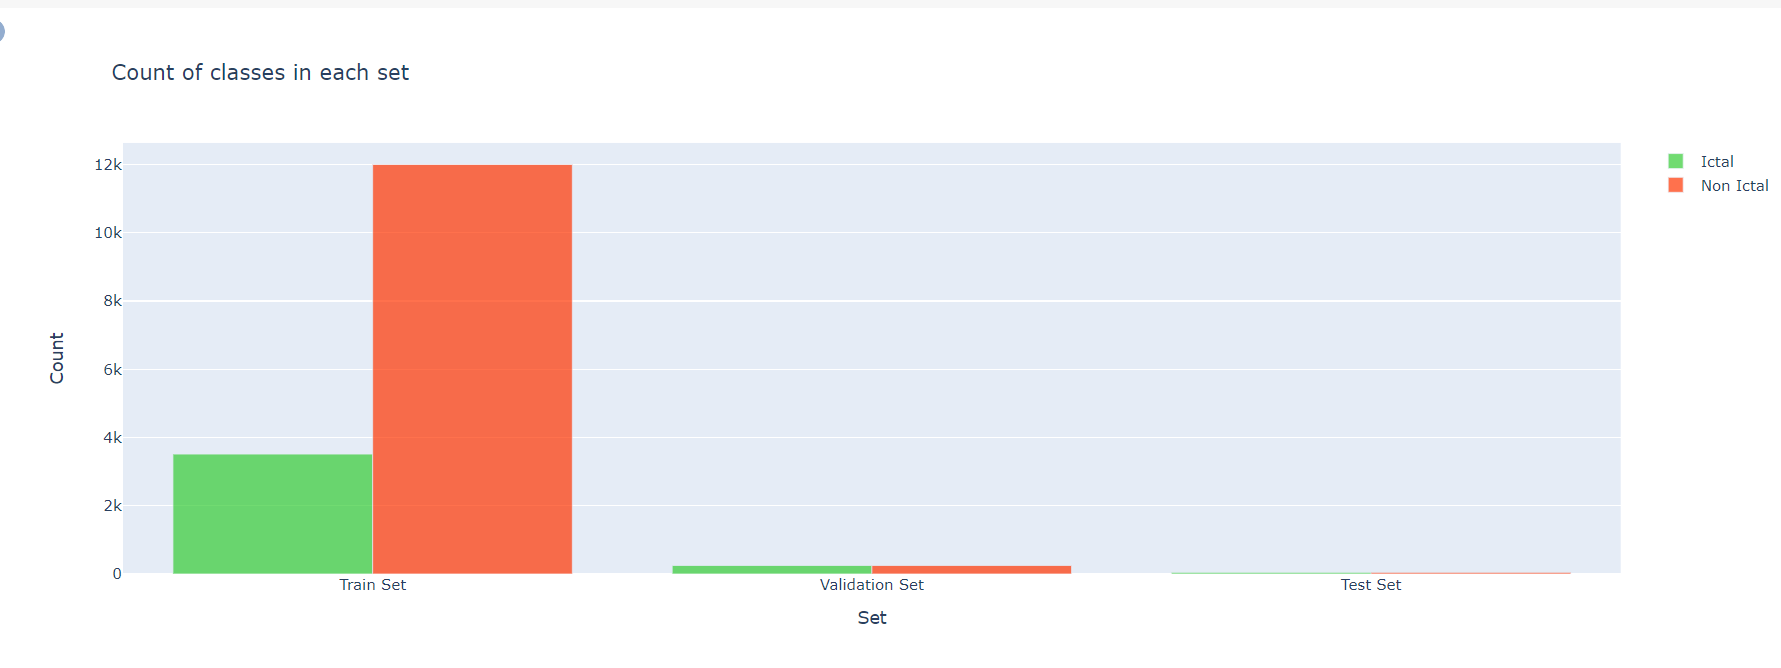 Count of classes in each set
12k
10k
8k
6k
4k
2k
0
Count
Train Set
Validation Set
Test Set
Set
Ictal
Non Ictal